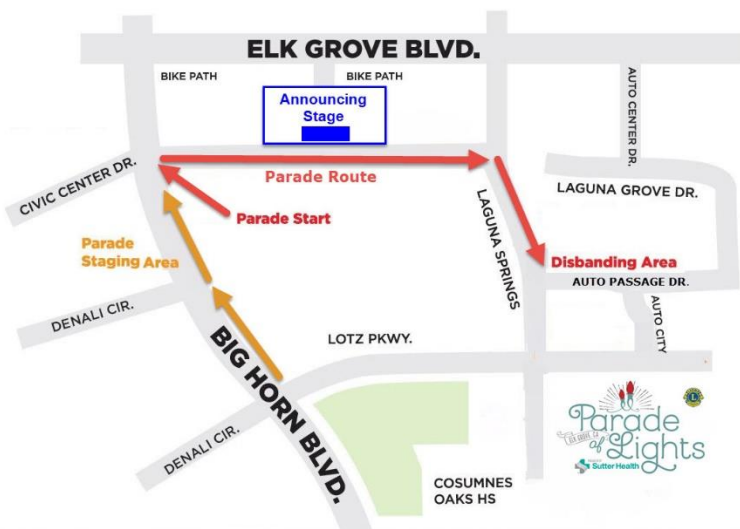 ELK GROVE BLVD.
BIKE PATH
BIKE PATH
Announcing
Stage
AUTO CENTER DR.
CIVIC CENTER DR.
Parade Route
LAGUNA GROVE DR.
Parade Start
LAGUNA SPRINGS
Parade
Staging Area
Disbanding Area
AUTO PASSAGE DR.
DENALI CIR.
BIG HORN BLVD.
LOTZ PKWY.
AUTO CITY
DENALI CIR.
COSUMNES
OAKS HS
Parade
of
Lights
Sutter Health
L